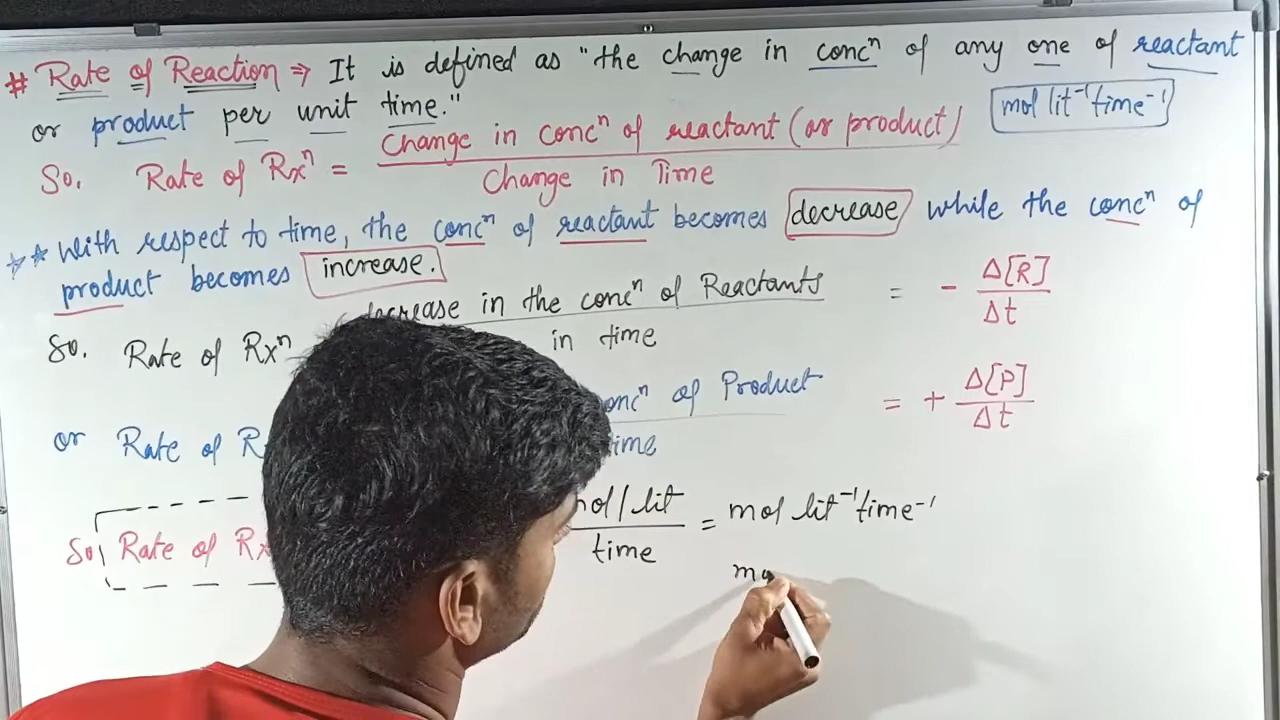 # Rate of Reaction ⇒ It is defined as "the change in concⁿ of any one of reactant
or product per unit time."
mol lit⁻¹ time⁻¹
So. Rate of Rxⁿ = Change in Concⁿ of reactant (or product) / Change in Time
** With respect to time, the concⁿ of reactant becomes decrease while the concⁿ of
product becomes increase.
So. Rate of Rxⁿ decrease in the concⁿ of Reactants / in time = - Δ[R] / Δt
or Rate of of Product / time = + Δ[P] / Δt
So, Rate of mol/lit / time = mol lit⁻¹ time⁻¹